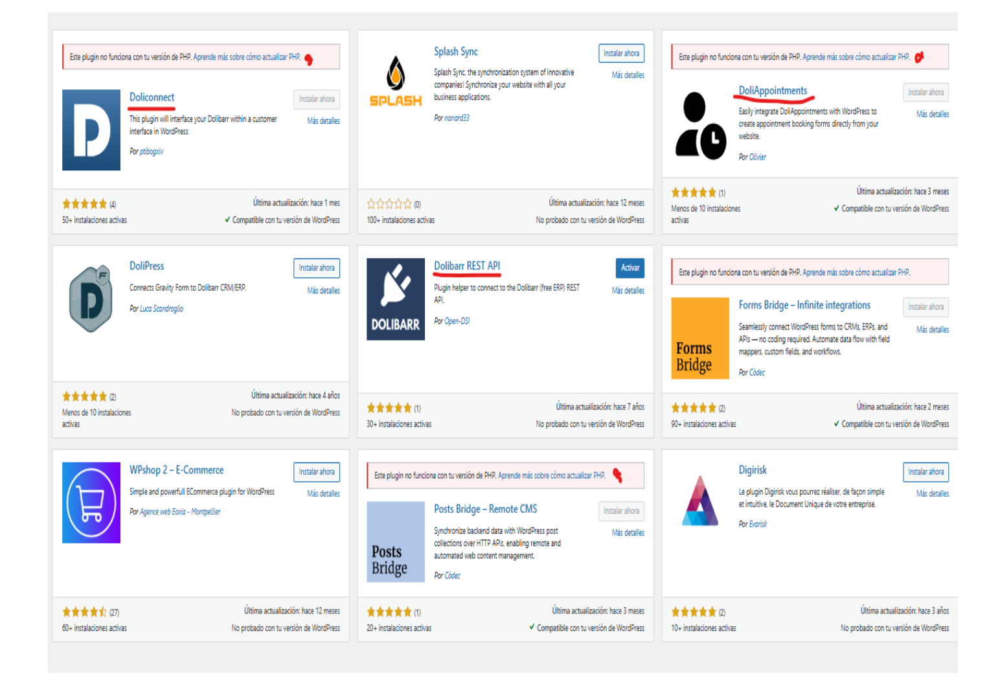 Este plugin no funciona con tu versión de PHP. Aprende más sobre cómo actualizar PHP.
Doliconnect
Instalar ahora
This plugin will interface your Dolibarr within a customer
interface in WordPress
Más detalles
Por ptibogxiv
(4)
Última actualización: hace 1 mes
50+ instalaciones activas
Compatible con tu versión de WordPress
SPLASH
Splash Sync
Instalar ahora
Splash Sync, the synchronization system of innovative
companies! Synchronize your website with all your
business applications.
Más detalles
Por nanard33
(0)
Última actualización: hace 12 meses
100+ instalaciones activas
No probado con tu versión de WordPress
Este plugin no funciona con tu versión de PHP. Aprende más sobre cómo actualizar PHP.
DoliAppointments
Instalar ahora
Easily integrate DoliAppointments with WordPress to
create appointment booking forms directly from your
website.
Más detalles
Por Olivier
(1)
Última actualización: hace 3 meses
Menos de 10 instalaciones
activas
Compatible con tu versión de WordPress
DoliPress
Instalar ahora
Connects Gravity Form to Dolibarr CRM/ERP.
Más detalles
Por Luca Scandroglio
(2)
Última actualización: hace 4 años
Menos de 10 instalaciones
activas
No probado con tu versión de WordPress
DOLIBARR
Dolibarr REST API
Activar
Plugin helper to connect to the Dolibarr (free ERP) REST
API.
Más detalles
Por Open-DSI
(1)
Última actualización: hace 7 años
30+ instalaciones activas
No probado con tu versión de WordPress
Este plugin no funciona con tu versión de PHP. Aprende más sobre cómo actualizar PHP.
Forms
Bridge
Forms Bridge – Infinite integrations
Instalar ahora
Seamlessly connect WordPress forms to CRMs, ERPs, and
APIs — no coding required. Automate data flow with field
mappers, custom fields, and workflows.
Más detalles
Por Còdec
(2)
Última actualización: hace 2 meses
90+ instalaciones activas
Compatible con tu versión de WordPress
WPshop 2 – E-Commerce
Instalar ahora
Simple and powerfull ECommerce plugin for WordPress
Más detalles
Por Agence web Eoxia - Montpellier
(27)
Última actualización: hace 12 meses
60+ instalaciones activas
No probado con tu versión de WordPress
Este plugin no funciona con tu versión de PHP. Aprende más sobre cómo actualizar PHP.
Posts
Bridge
Posts Bridge – Remote CMS
Instalar ahora
Synchronize backend data with WordPress post
collections over HTTP APIs, enabling remote and
automated web content management.
Más detalles
Por Còdec
(1)
Última actualización: hace 3 meses
20+ instalaciones activas
Compatible con tu versión de WordPress
Digirisk
Instalar ahora
Le plugin Digirisk vous pourrez réaliser, de façon simple
et intuitive, le Document Unique de votre entreprise.
Más detalles
Por Evarisk
(2)
Última actualización: hace 3 años
10+ instalaciones activas
No probado con tu versión de WordPress